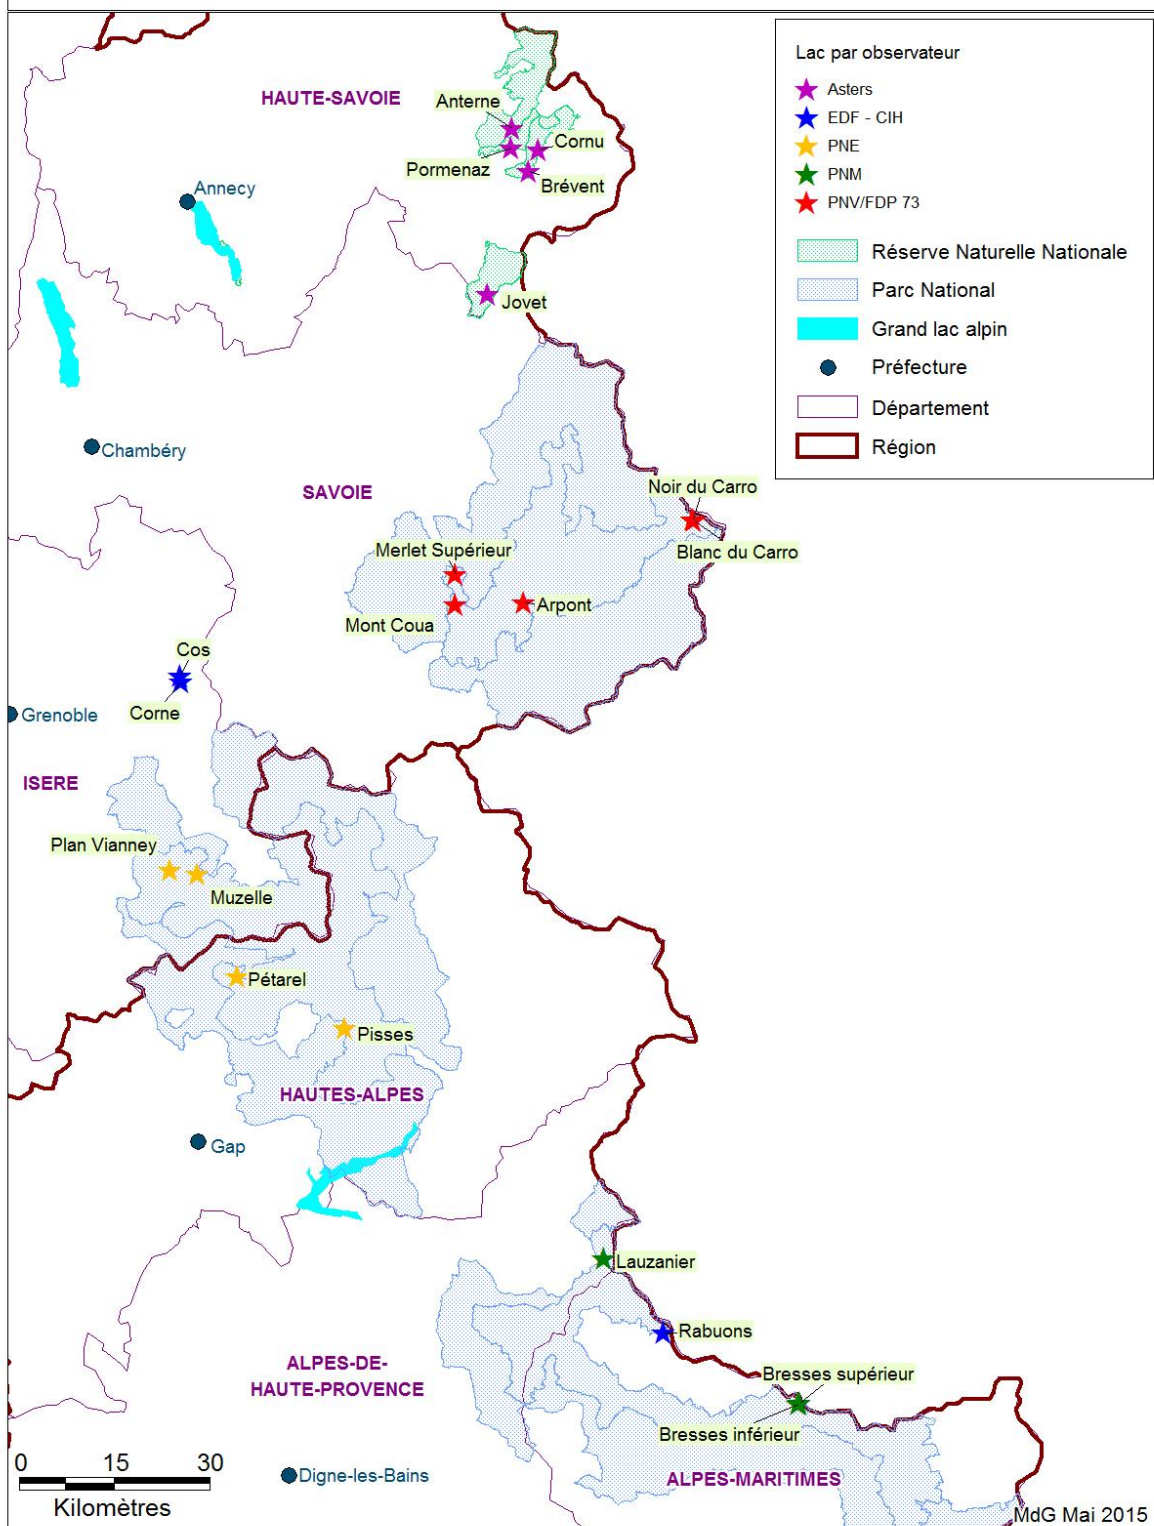 Lac par observateur
Asters
EDF - CIH
PNE
PNM
PNV/FDP 73
Réserve Naturelle Nationale
Parc National
Grand lac alpin
Préfecture
Département
Région
HAUTE-SAVOIE
Anterne
Cornu
Pormenaz
Brévent
Annecy
Jovet
Chambéry
SAVOIE
Noir du Carro
Blanc du Carro
Merlet Supérieur
Arpont
Mont Coua
Cos
Corne
Grenoble
ISERE
Plan Vianney
Muzelle
Pétarel
Pisses
HAUTES-ALPES
Gap
Lauzanier
Rabuons
ALPES-DE-
HAUTE-PROVENCE
Bresses supérieur
Bresses inférieur
ALPES-MARITIMES
Digne-les-Bains
0 15 30
Kilomètres
MdG Mai 2015